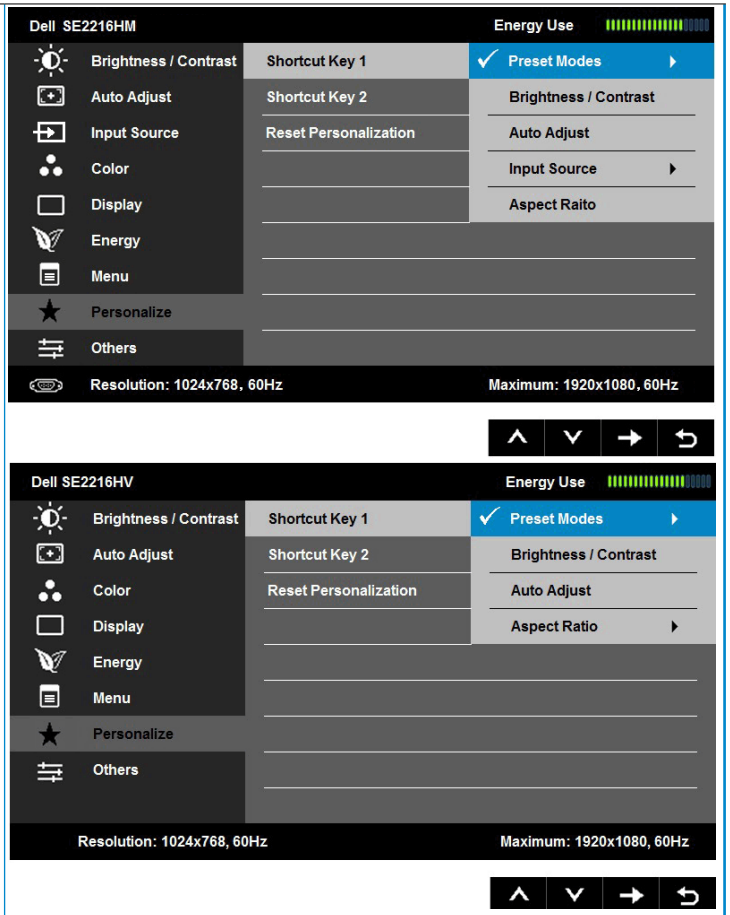 Dell SE2216HM Energy Use
Brightness / Contrast Shortcut Key 1 Preset Modes
Auto Adjust Shortcut Key 2 Brightness / Contrast
Input Source Reset Personalization Auto Adjust
Color Input Source
Display Aspect Raito
Energy
Menu
Personalize
Others
Resolution: 1024x768, 60Hz Maximum: 1920x1080, 60Hz
Dell SE2216HV Energy Use
Brightness / Contrast Shortcut Key 1 Preset Modes
Auto Adjust Shortcut Key 2 Brightness / Contrast
Color Reset Personalization Auto Adjust
Display Aspect Ratio
Energy
Menu
Personalize
Others
Resolution: 1024x768, 60Hz Maximum: 1920x1080, 60Hz